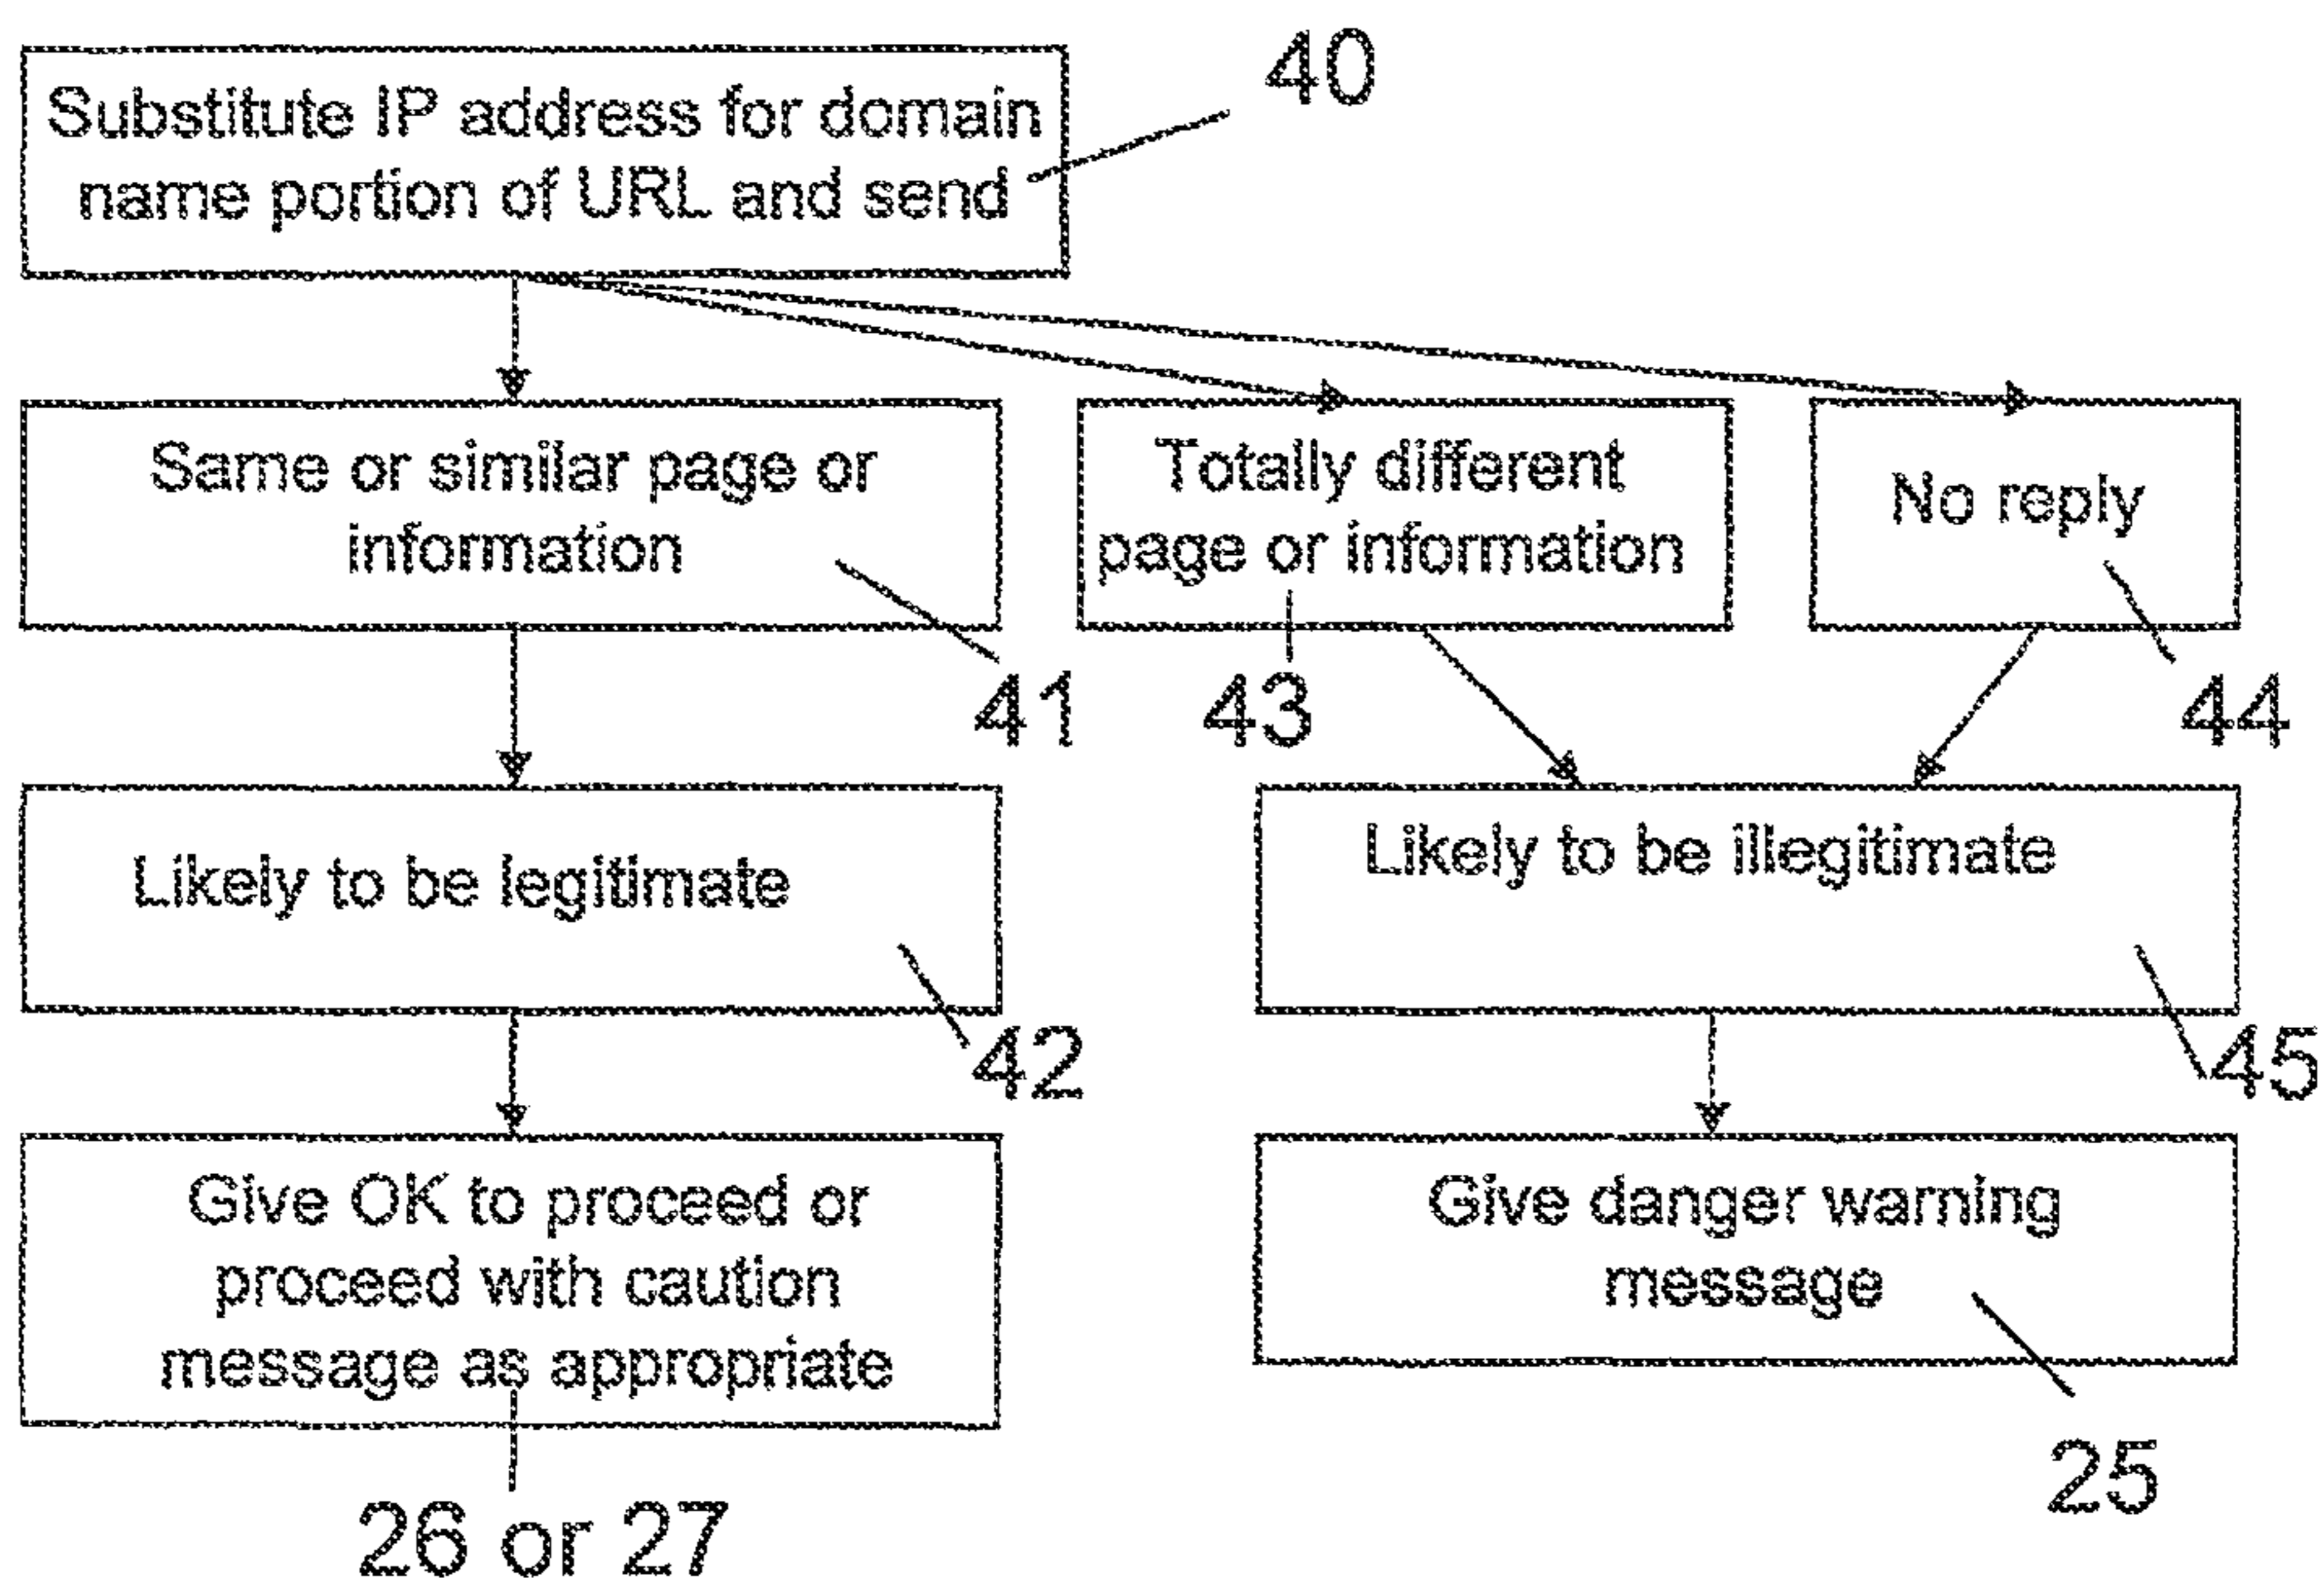 40
Substitute IP address for domain
name portion of URL and send
Same or similar page or
information
41
Totally different
page or information
43
No reply
44
Likely to be legitimate
42
Likely to be illegitimate
45
Give OK to proceed or
proceed with caution
message as appropriate
26 or 27
Give danger warning
message
25